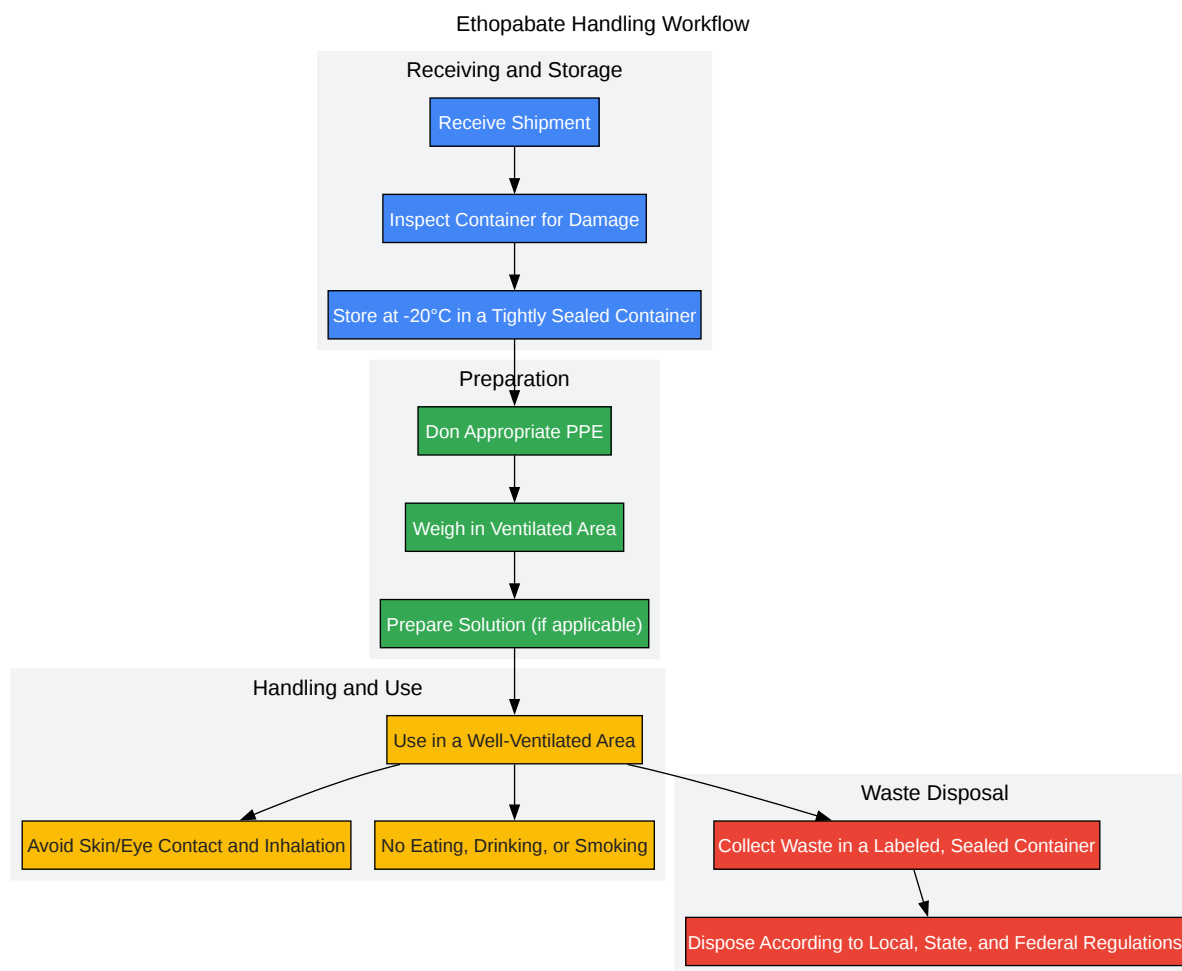 Ethopabate Handling Workflow
Receiving and Storage
Receive Shipment
Inspect Container for Damage
Store at -20°C in a Tightly Sealed Container
Preparation
Don Appropriate PPE
Weigh in Ventilated Area
Prepare Solution (if applicable)
Handling and Use
Use in a Well-Ventilated Area
Avoid Skin/Eye Contact and Inhalation
No Eating, Drinking, or Smoking
Waste Disposal
Collect Waste in a Labeled, Sealed Container
Dispose According to Local, State, and Federal Regulations